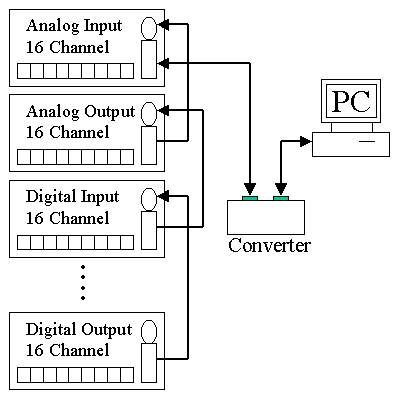 Analog Input
16 Channel
Analog Output
16 Channel
Digital Input
16 Channel
Digital Output
16 Channel
PC
Converter